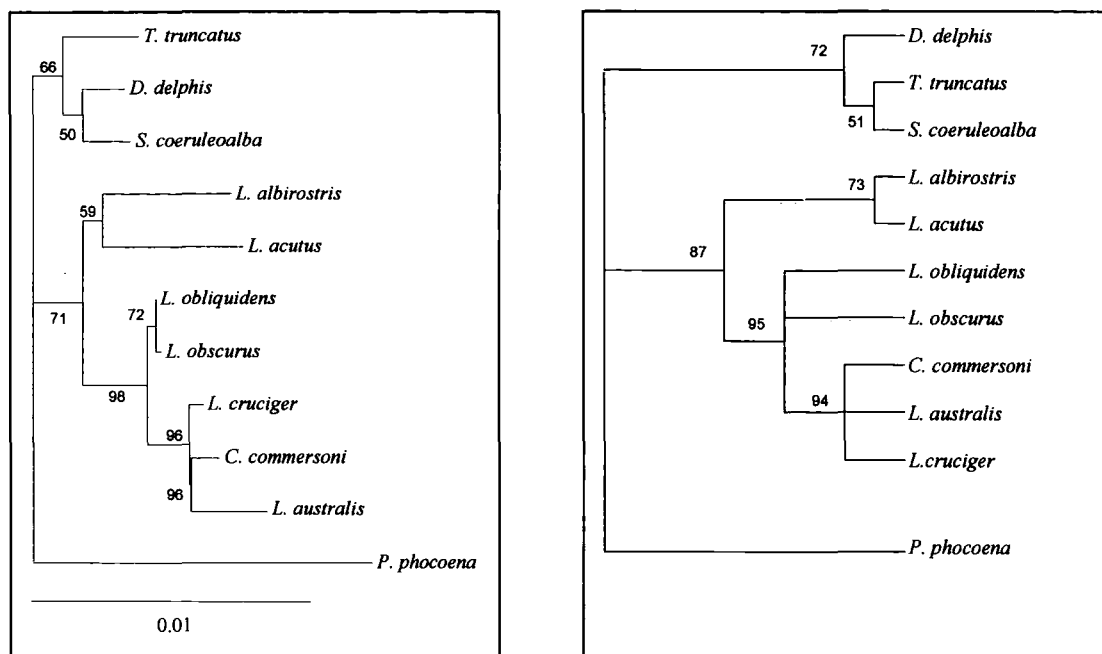 T. truncatus
66
D. delphis
50
S. coeruleoalba
L. albirostris
59
L. acutus
L. obliquidens
72
71
L. obscurus
98
L. cruciger
96
C. commersoni
96
L. australis
P. phocoena
0.01
D. delphis
72
T. truncatus
51
S. coeruleoalba
L. albirostris
73
L. acutus
87
L. obliquidens
95
L. obscurus
C. commersoni
94
L. australis
L.cruciger
P. phocoena